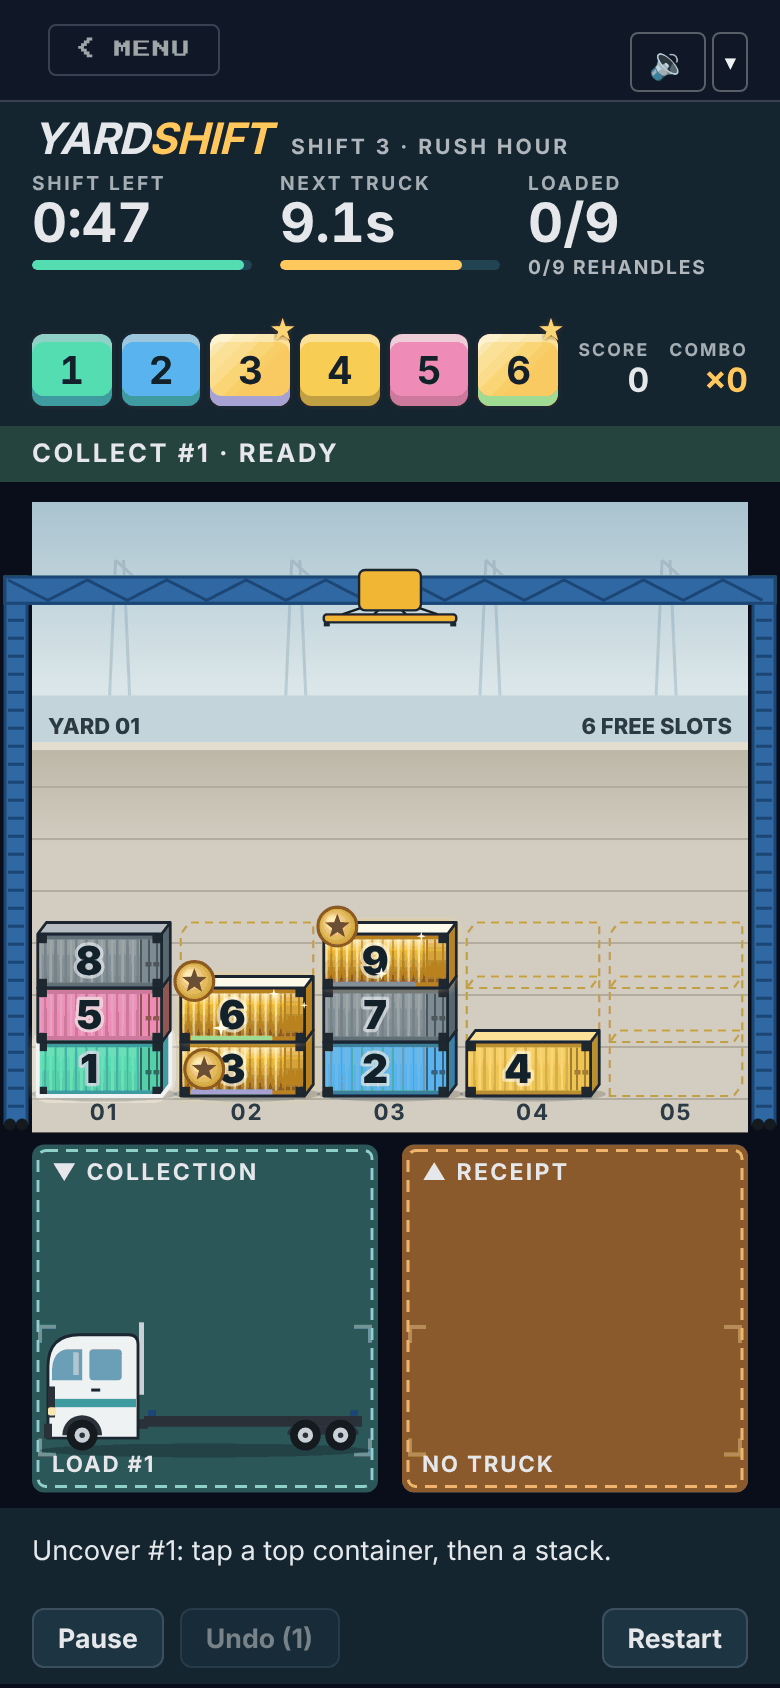 MENU
YARDSHIFT SHIFT 3 · RUSH HOUR
SHIFT LEFT NEXT TRUCK LOADED
0:47 9.1s 0/9
0/9 REHANDLES
1 2 3 4 5 6
SCORE COMBO
0 ×0
COLLECT #1 · READY
YARD 01 6 FREE SLOTS
8 9
5 6 7
1 3 2 4
01 02 03 04 05
▼ COLLECTION ▲ RECEIPT
LOAD #1 NO TRUCK
Uncover #1: tap a top container, then a stack.
Pause Undo (1) Restart